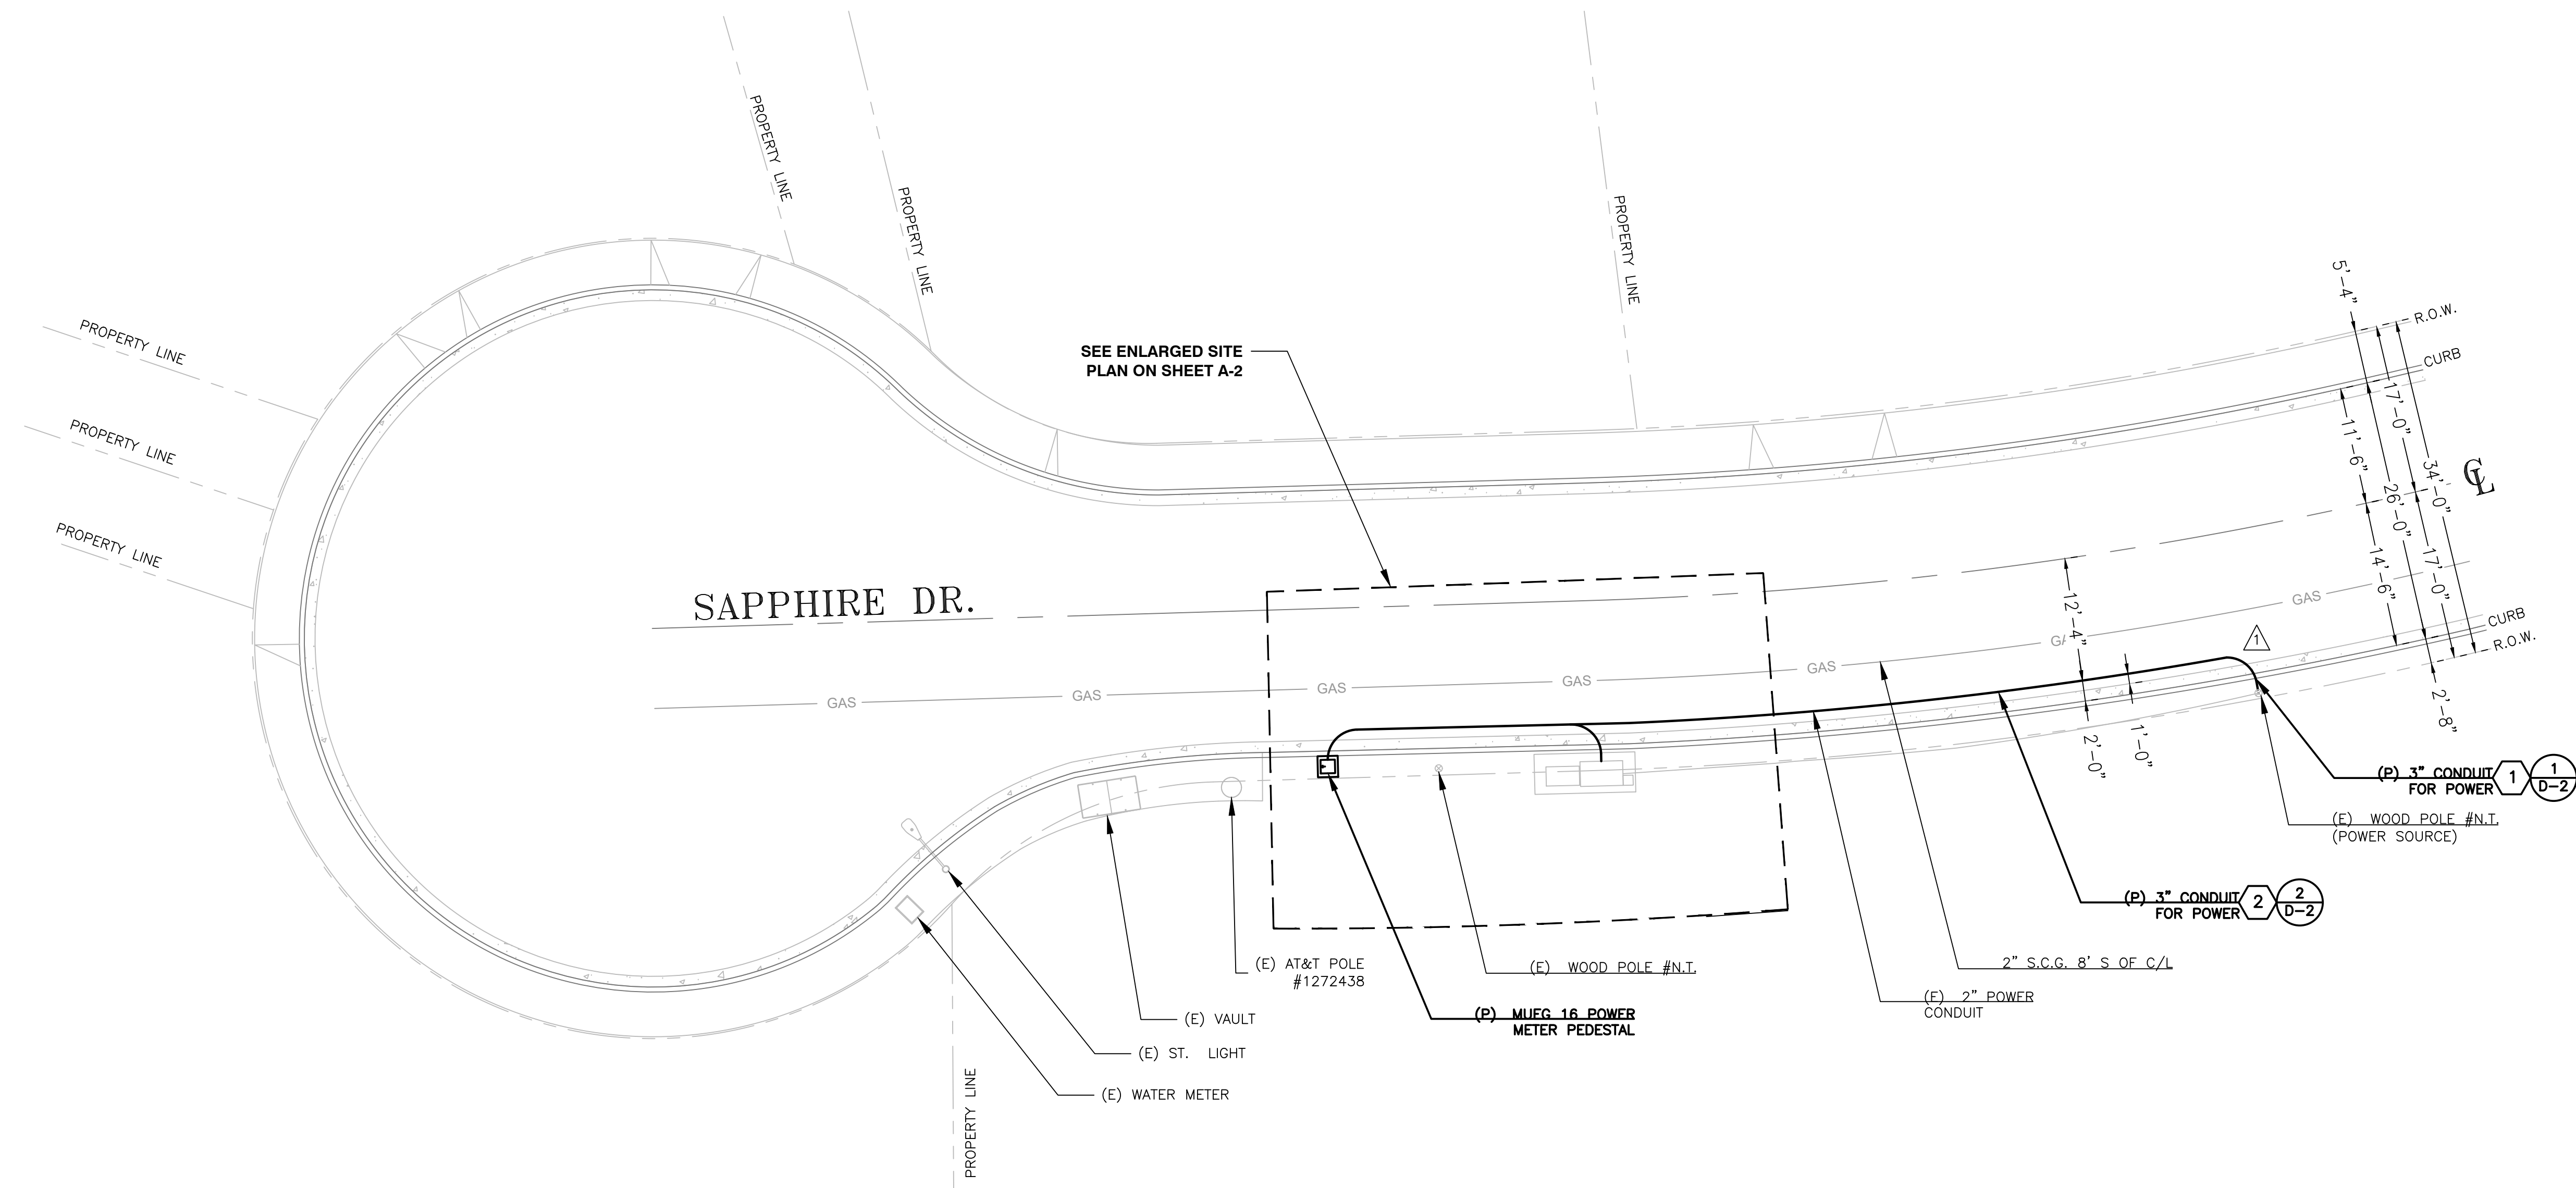 PROPERTY LINE
PROPERTY LINE
PROPERTY LINE
PROPERTY LINE
PROPERTY LINE
PROPERTY LINE
SEE ENLARGED SITE
PLAN ON SHEET A-2
5'-4"
R.O.W.
CURB
17'-0"
11'-6"
34'-0"
26'-0"
CL
14'-6"
17'-0"
SAPPHIRE DR.
GAS
GAS
GAS
GAS
GAS
GAS
GAS
12'-4"
1
CURB
R.O.W.
2'-8"
2'-0"
1'-0"
(P) 3" CONDUIT
FOR POWER
1
1
D-2
(E) WOOD POLE #N.T.
(POWER SOURCE)
(P) 3" CONDUIT
FOR POWER
2
2
D-2
2" S.C.G. 8' S OF C/L
(E) 2" POWER
CONDUIT
(E) WOOD POLE #N.T.
(P) MUFG 16 POWER
METER PEDESTAL
(E) AT&T POLE
#1272438
(E) VAULT
(E) ST. LIGHT
(E) WATER METER
PROPERTY LINE